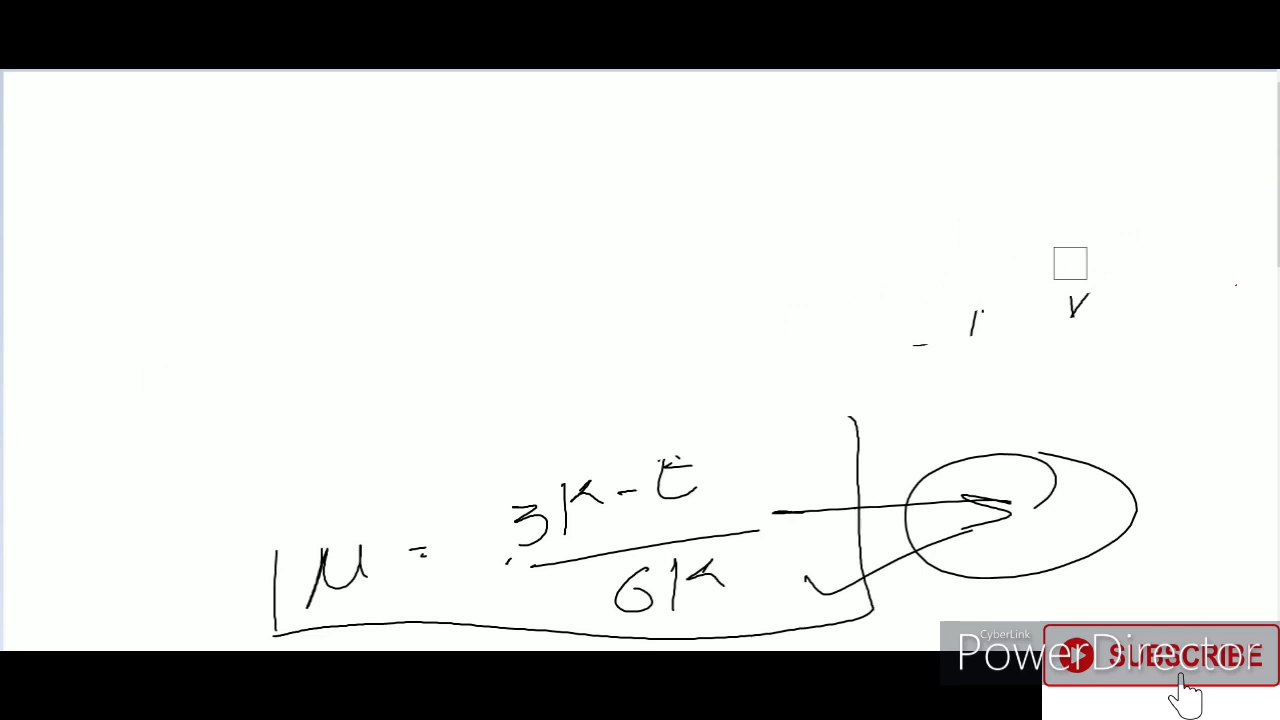 μ = 3K - E / 6K
CyberLink
PowerDirector
SUBSCRIBE